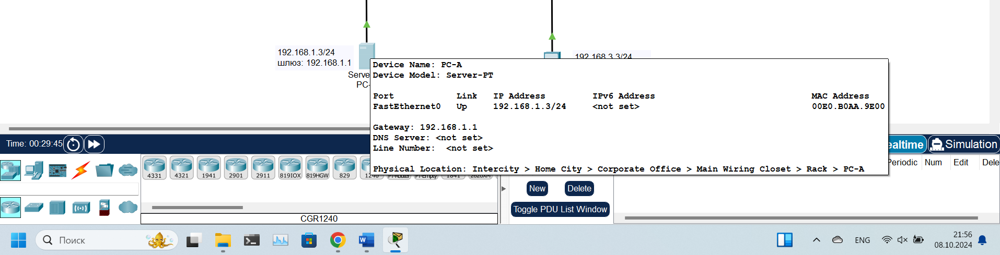 192.168.1.3/24
шлюз: 192.168.1.1
192.168.3.3/24
Serve
PC-
Device Name: PC-A
Device Model: Server-PT
Port Link IP Address IPv6 Address MAC Address
FastEthernet0 Up 192.168.1.3/24 <not set> 00E0.B0AA.9E00
Gateway: 192.168.1.1
DNS Server: <not set>
Line Number: <not set>
Physical Location: Intercity > Home City > Corporate Office > Main Wiring Closet > Rack > PC-A
Time: 00:29:45
ealtime Simulation
4331 4321 1941 2901 2911 819IOX 819HGW 829 1240 PT-Router PT-Empty 1841 2620XM
Periodic Num Edit Dele
New Delete
Toggle PDU List Window
CGR1240
Поиск
ENG
21:56
08.10.2024